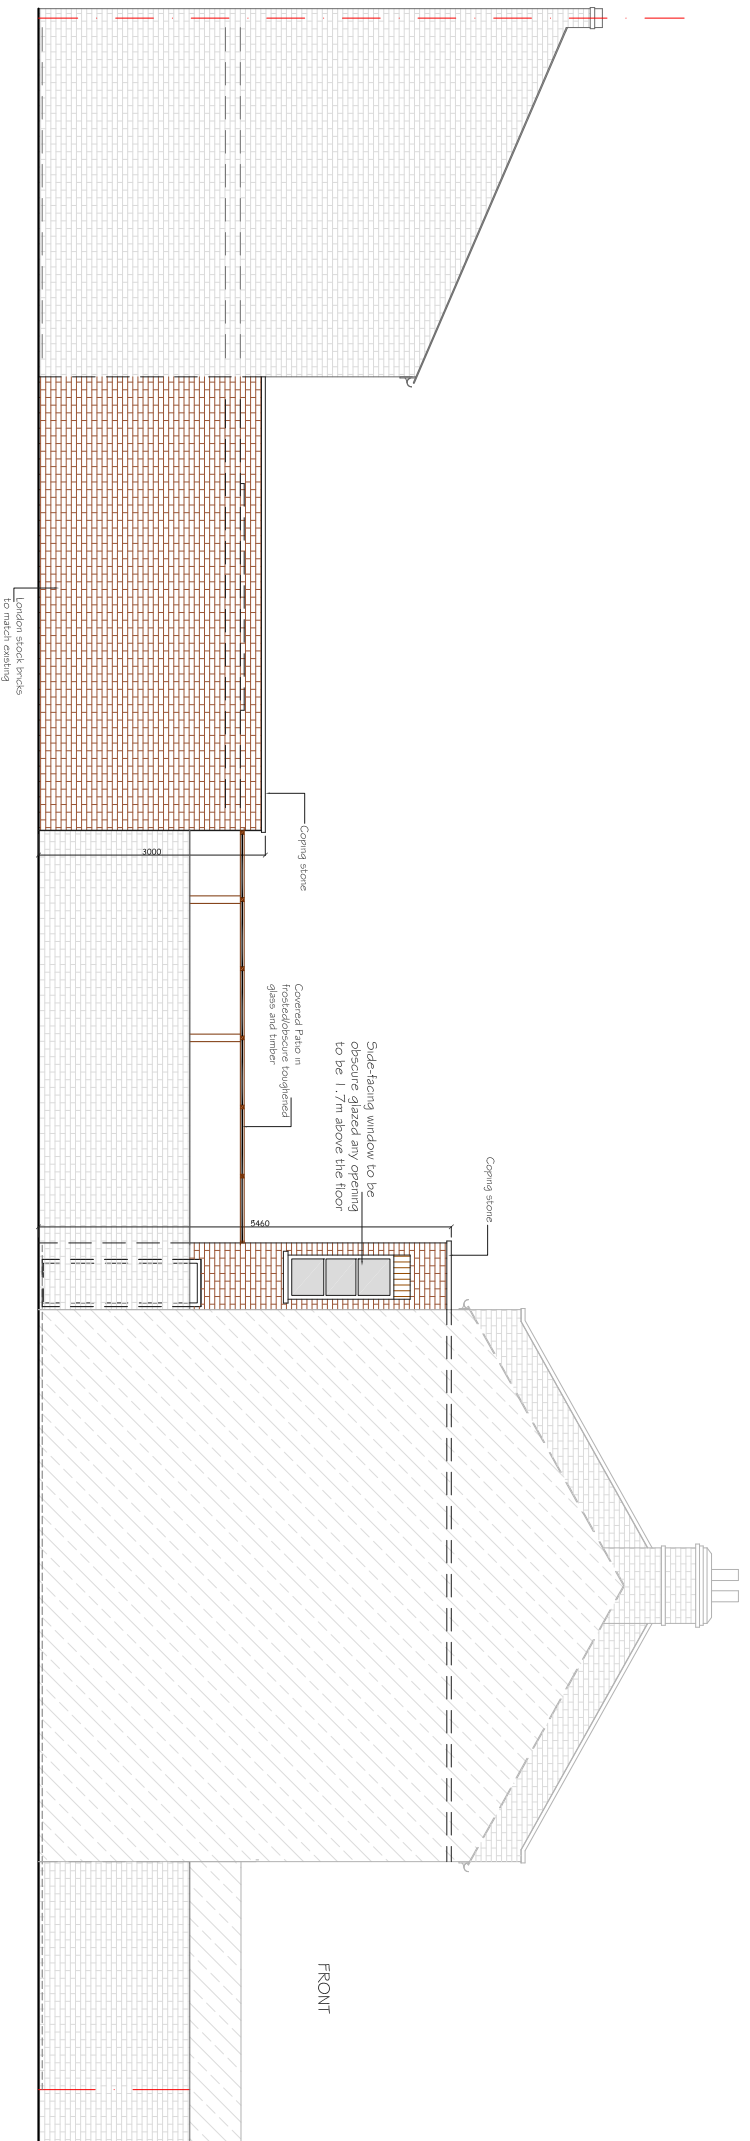 London stock bricks
to match existing
Coping stone
3000
Covered Patio in
frosted/obscure toughened
glass and timber
Side-facing window to be
obscure glazed any opening
to be 1.7m above the floor
Coping stone
5460
FRONT